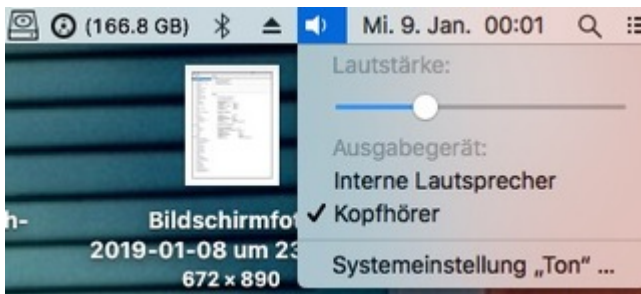 (166.8 GB) Mi. 9. Jan. 00:01
Lautstärke:
Ausgabegerät:
Interne Lautsprecher
✓ Kopfhörer
Systemeinstellung „Ton“ ...
h-
Bildschirmfot
2019-01-08 um 23
672 × 890